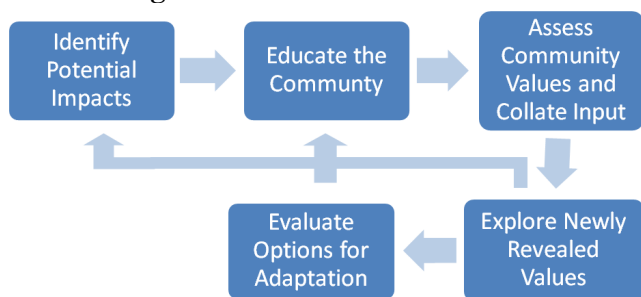 Identify
Potential
Impacts
Educate the
Communty
Assess
Community
Values and
Collate Input
Evaluate
Options for
Adaptation
Explore Newly
Revealed
Values